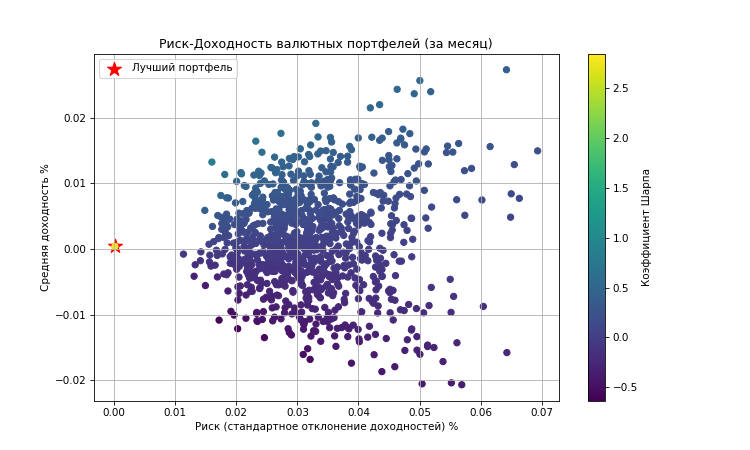 Риск-Доходность валютных портфелей (за месяц)
Лучший портфель
Средняя доходность %
0.02
0.01
0.00
−0.01
−0.02
0.00 0.01 0.02 0.03 0.04 0.05 0.06 0.07
Риск (стандартное отклонение доходностей) %
2.5
2.0
1.5
1.0
0.5
0.0
−0.5
Коэффициент Шарпа